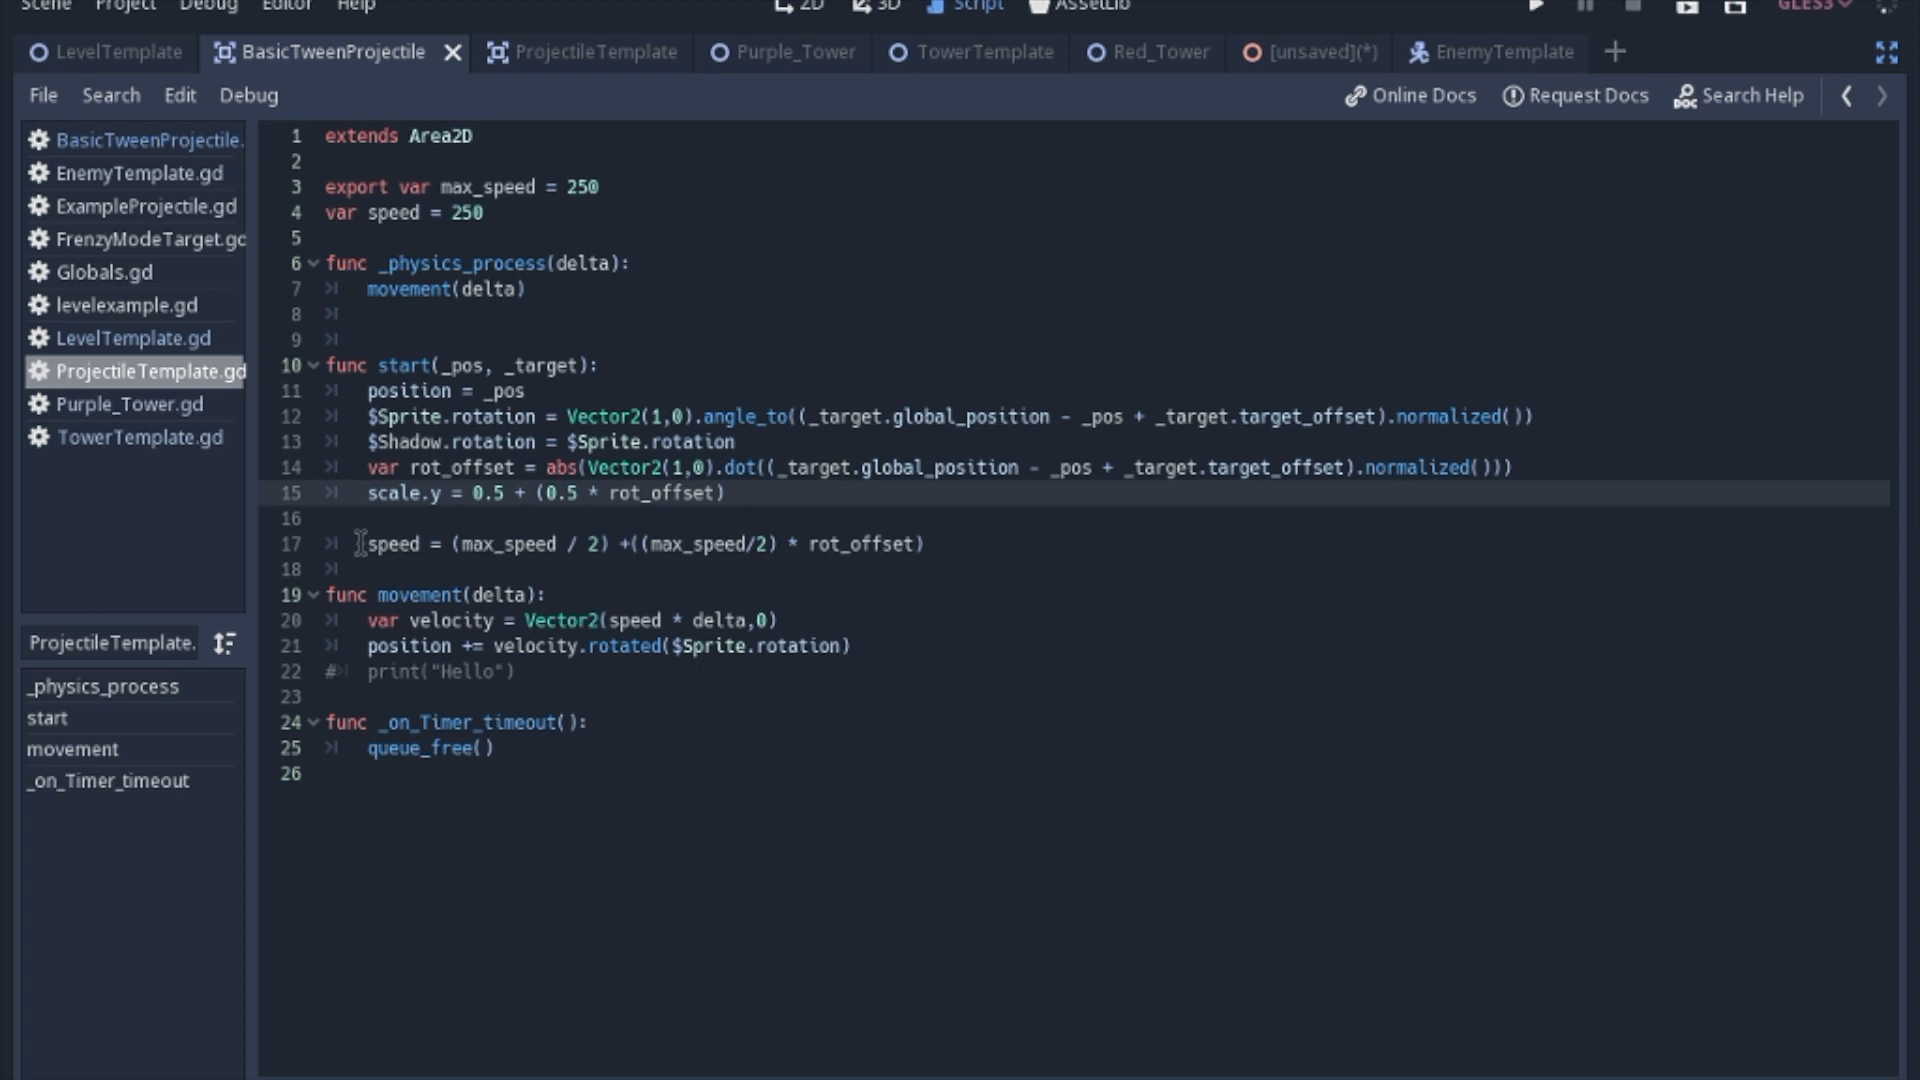 Scene Project Debug Editor Help 2D 3D Script AssetLib GLES3
LevelTemplate BasicTweenProjectile ProjectileTemplate Purple_Tower TowerTemplate Red_Tower [unsaved](*) EnemyTemplate
File Search Edit Debug Online Docs Request Docs Search Help
BasicTweenProjectile.
EnemyTemplate.gd
ExampleProjectile.gd
FrenzyModeTarget.gd
Globals.gd
levelexample.gd
LevelTemplate.gd
ProjectileTemplate.gd
Purple_Tower.gd
TowerTemplate.gd
ProjectileTemplate.
_physics_process
start
movement
_on_Timer_timeout
1 extends Area2D
2
3 export var max_speed = 250
4 var speed = 250
5
6 func _physics_process(delta):
7 movement(delta)
8
9
10 func start(_pos, _target):
11 position = _pos
12 $Sprite.rotation = Vector2(1,0).angle_to((_target.global_position - _pos + _target.target_offset).normalized())
13 $Shadow.rotation = $Sprite.rotation
14 var rot_offset = abs(Vector2(1,0).dot((_target.global_position - _pos + _target.target_offset).normalized()))
15 scale.y = 0.5 + (0.5 * rot_offset)
16
17 speed = (max_speed / 2) +((max_speed/2) * rot_offset)
18
19 func movement(delta):
20 var velocity = Vector2(speed * delta,0)
21 position += velocity.rotated($Sprite.rotation)
22 # print("Hello")
23
24 func _on_Timer_timeout():
25 queue_free()
26